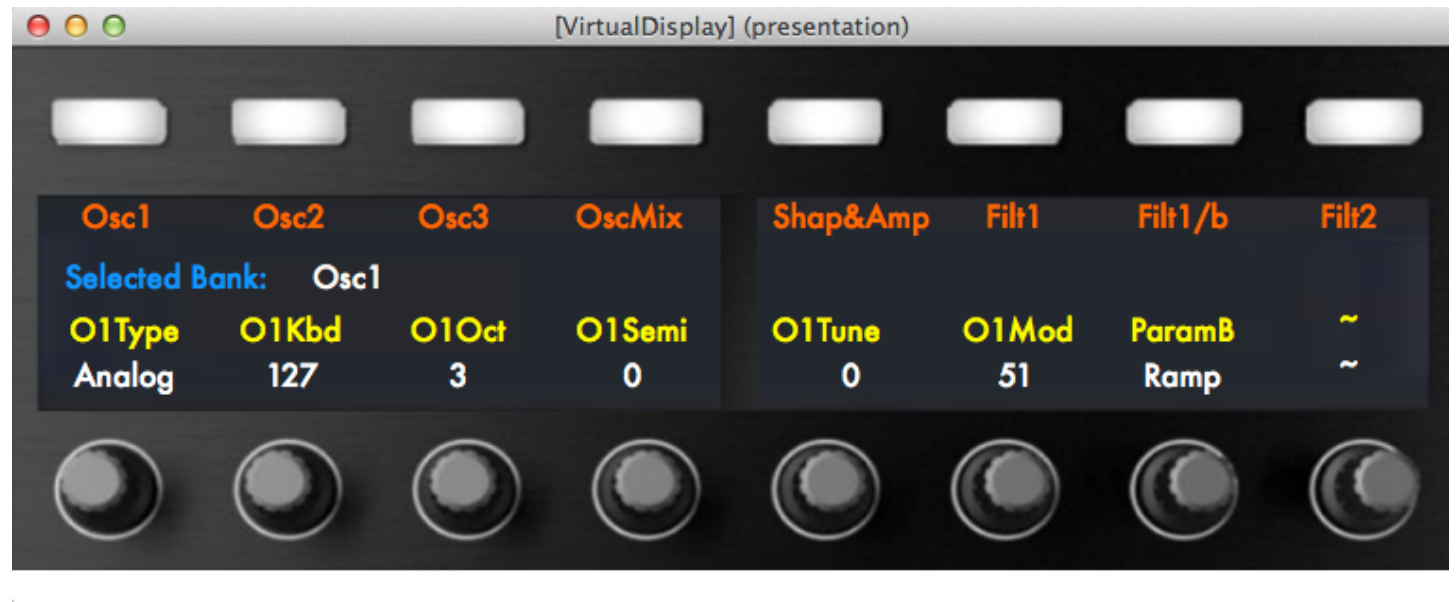 [VirtualDisplay] (presentation)
Osc1 Osc2 Osc3 OscMix Shap&Amp Filt1 Filt1/b Filt2
Selected Bank: Osc1
O1Type O1Kbd O1Oct O1Semi O1Tune O1Mod ParamB ~
Analog 127 3 0 0 51 Ramp ~